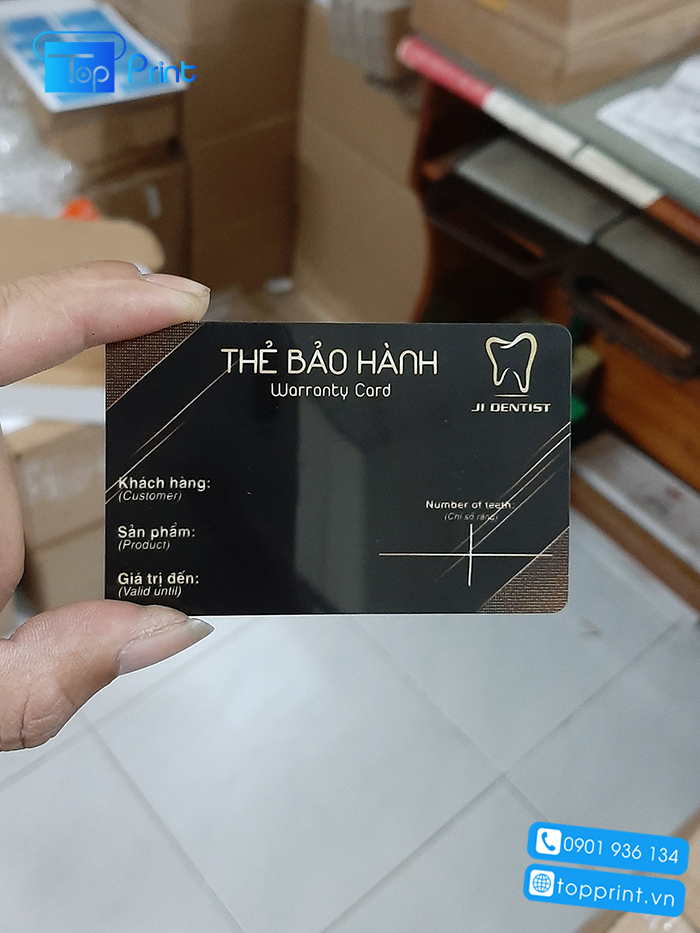 Top Print
THẺ BẢO HÀNH
Warranty Card
JI DENTIST
Khách hàng:
(Customer)
Number of teeth:
(Chỉ số răng)
Sản phẩm:
(Product)
Giá trị đến:
(Valid until)
0901 936 134
topprint.vn